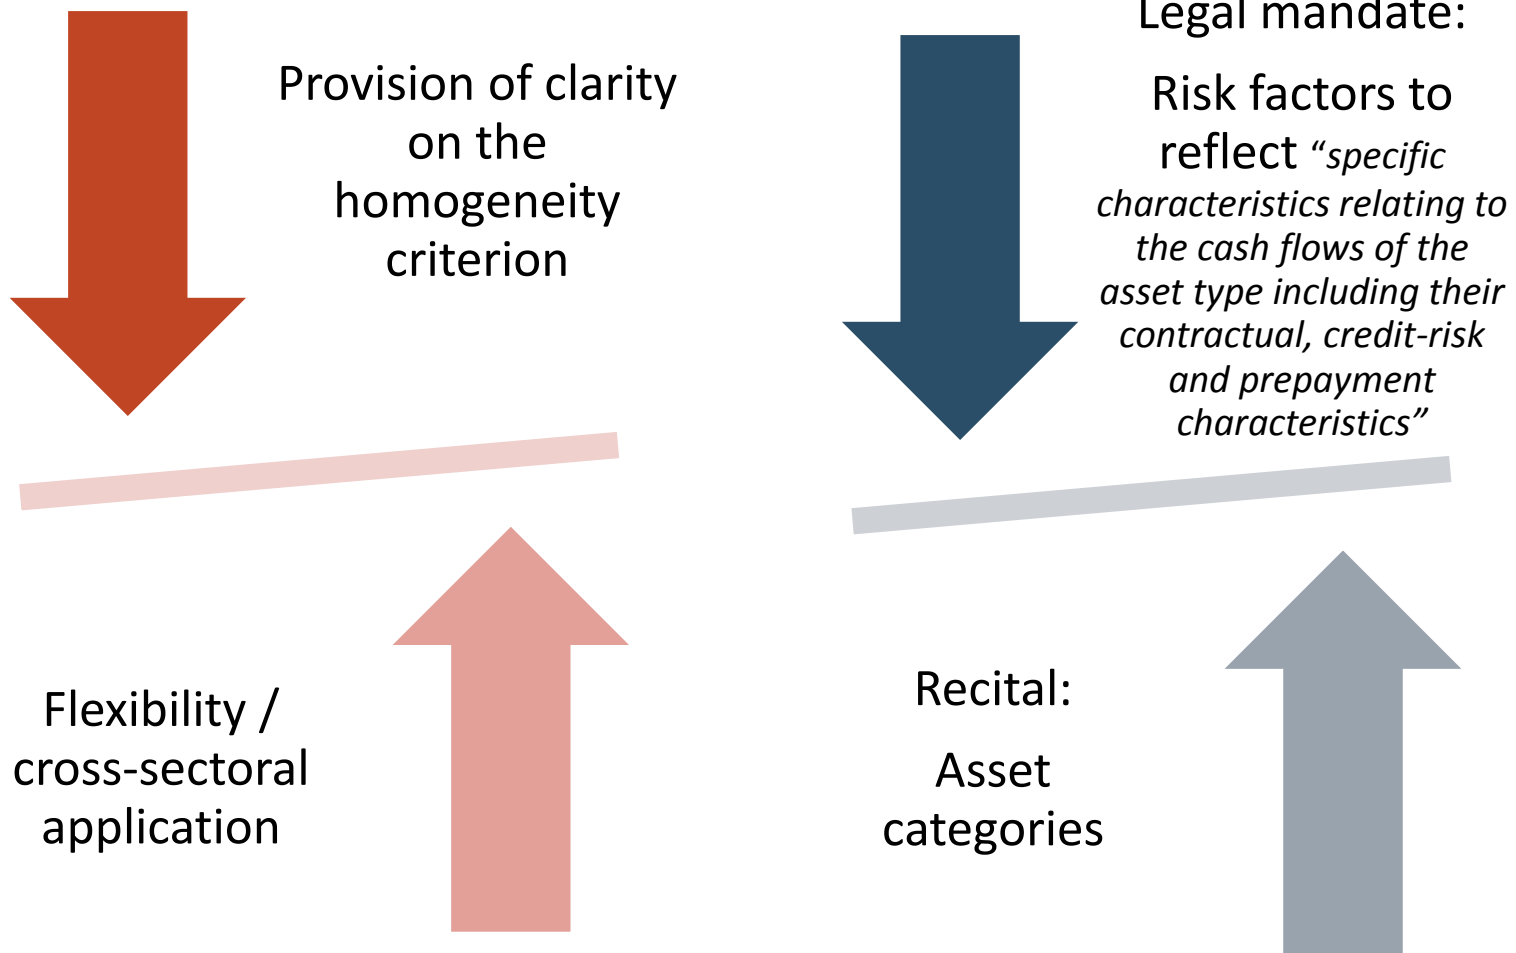 Provision of clarity
on the
homogeneity
criterion
Flexibility /
cross-sectoral
application
Legal mandate:
Risk factors to
reflect “specific
characteristics relating to
the cash flows of the
asset type including their
contractual, credit-risk
and prepayment
characteristics”
Recital:
Asset
categories